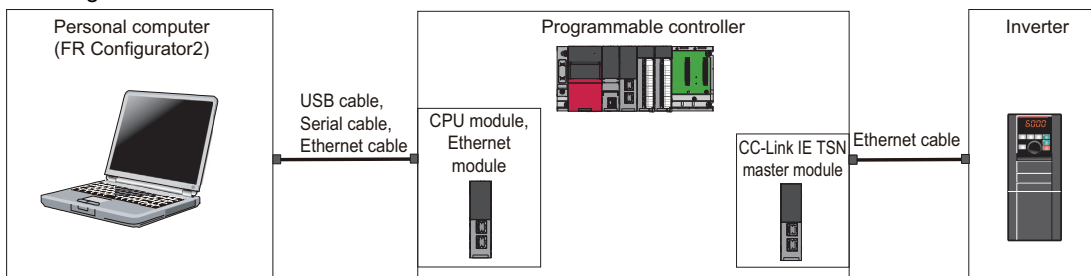 Personal computer
(FR Configurator2)
USB cable,
Serial cable,
Ethernet cable
Programmable controller
CPU module,
Ethernet
module
CC-Link IE TSN
master module
Ethernet cable
Inverter
6000